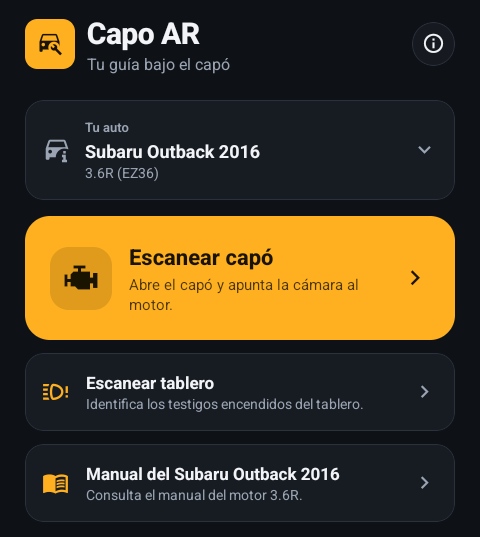 Capo AR
Tu guía bajo el capó
Tu auto
Subaru Outback 2016
3.6R (EZ36)
Escanear capó
Abre el capó y apunta la cámara al
motor.
Escanear tablero
Identifica los testigos encendidos del tablero.
Manual del Subaru Outback 2016
Consulta el manual del motor 3.6R.